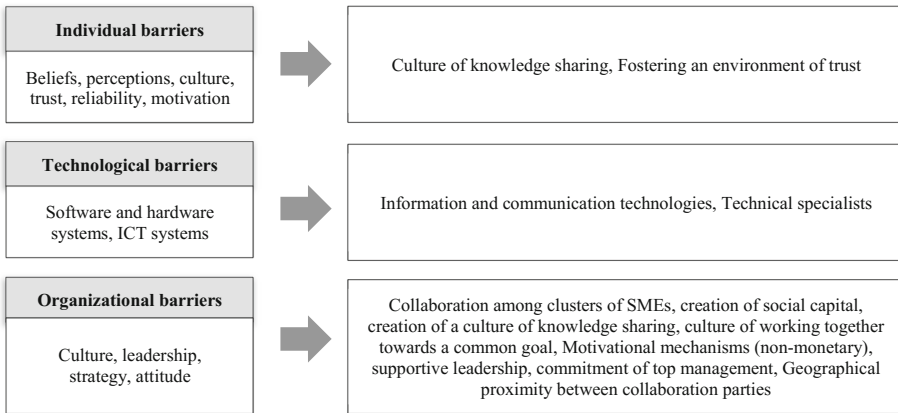 Individual barriers
Beliefs, perceptions, culture,
trust, reliability, motivation
Culture of knowledge sharing, Fostering an environment of trust
Technological barriers
Software and hardware
systems, ICT systems
Information and communication technologies, Technical specialists
Organizational barriers
Culture, leadership,
strategy, attitude
Collaboration among clusters of SMEs, creation of social capital,
creation of a culture of knowledge sharing, culture of working together
towards a common goal, Motivational mechanisms (non-monetary),
supportive leadership, commitment of top management, Geographical
proximity between collaboration parties